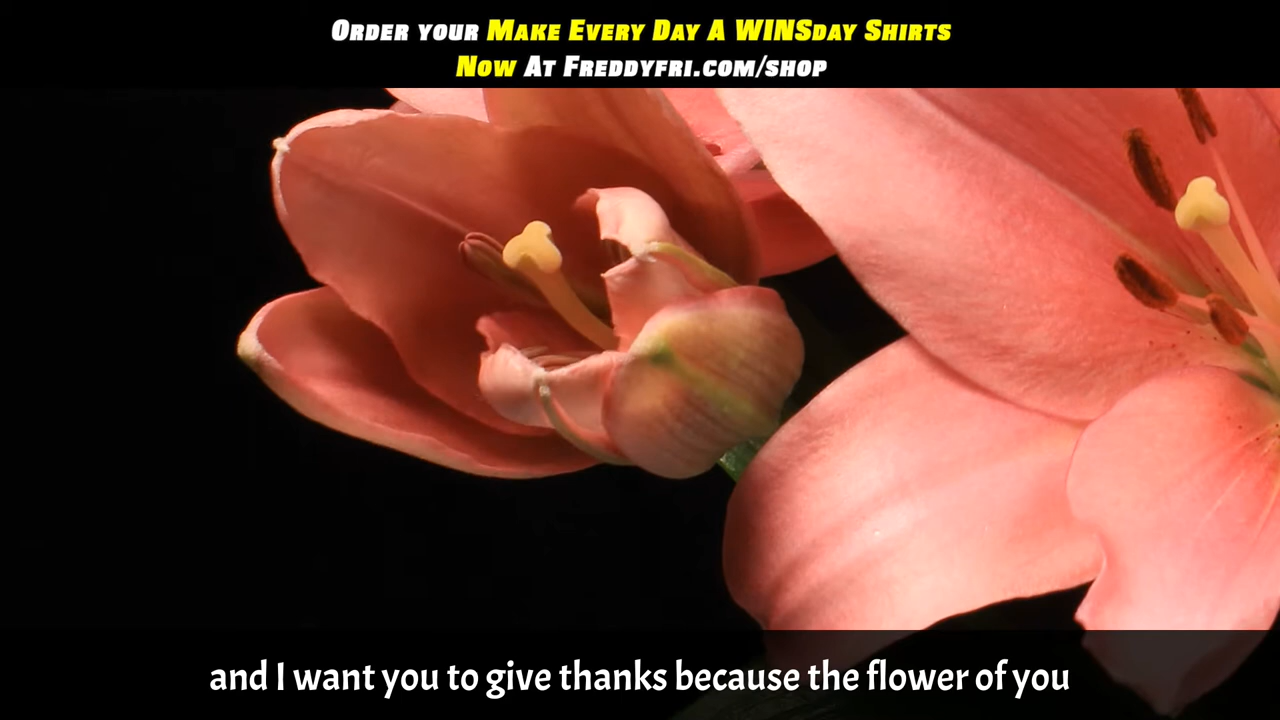 Order your Make Every Day A WINSday Shirts
Now At Freddyfri.com/shop
and I want you to give thanks because the flower of you